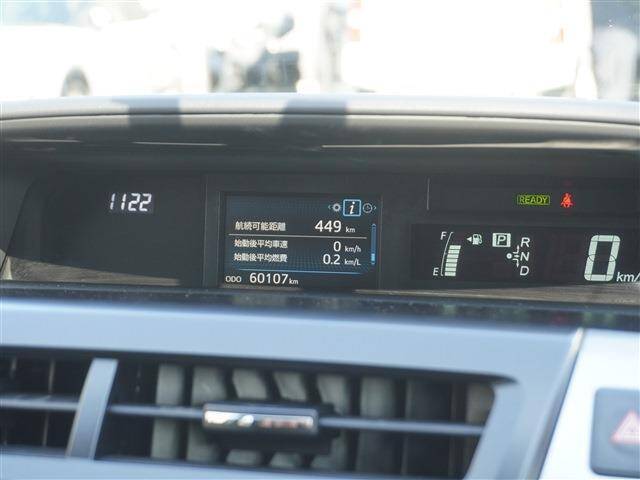 1122
航続可能距離 449 km
始動後平均車速 0 km/h
始動後平均燃費 0.2 km/L
ODO 60107 km
READY
F
E
P
R
N
D
0
km/